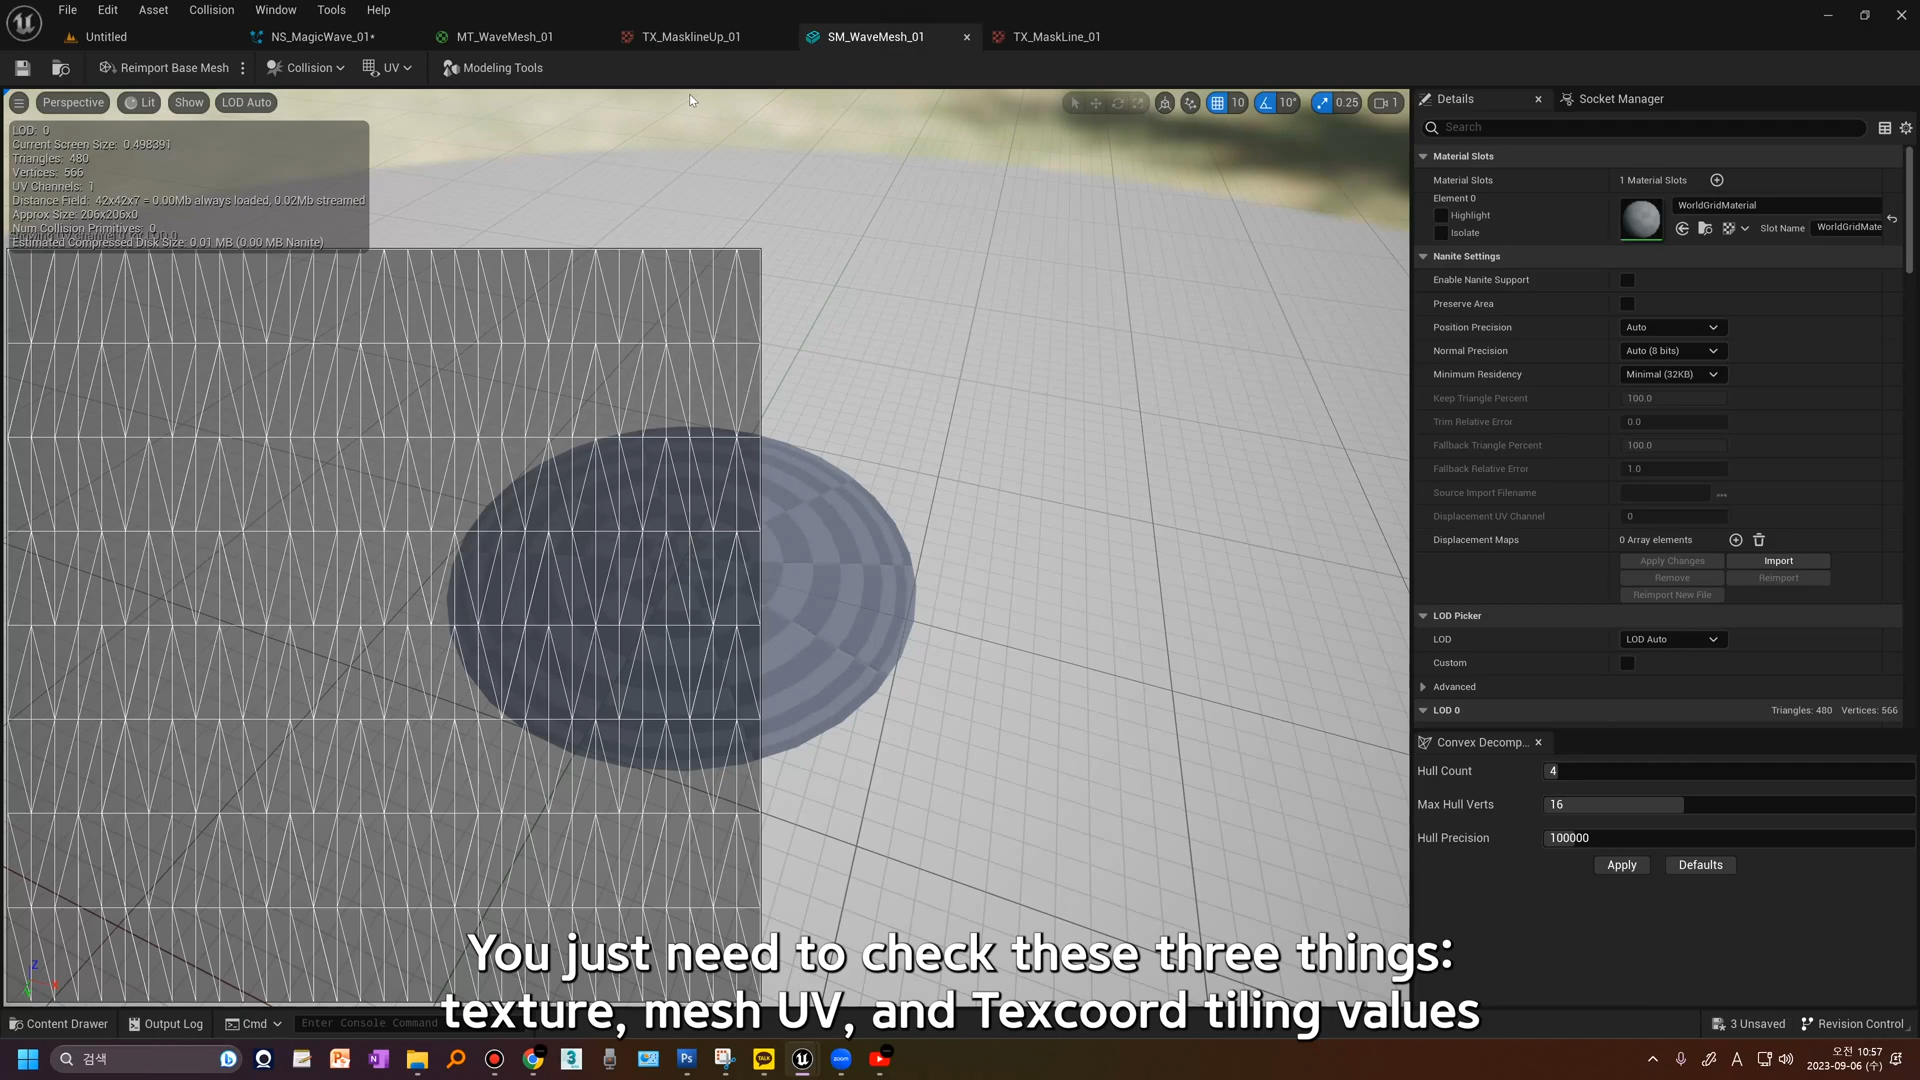 File Edit Asset Collision Window Tools Help
Untitled NS_MagicWave_01* MT_WaveMesh_01 TX_MasklineUp_01 SM_WaveMesh_01 TX_MaskLine_01
Reimport Base Mesh Collision UV Modeling Tools
Perspective Lit Show LOD Auto 10 10° 0.25 1
LOD: 0
Current Screen Size: 0.498391
Triangles: 480
Vertices: 566
UV Channels: 1
Distance Field: 42x42x7 = 0.00Mb always loaded, 0.02Mb streamed
Approx Size: 206x206x0
Num Collision Primitives: 0
Estimated Compressed Disk Size: 0.01 MB (0.00 MB Nanite)
Details Socket Manager
Search
Material Slots
Material Slots 1 Material Slots
Element 0
Highlight
Isolate
WorldGridMaterial
Slot Name WorldGridMate
Nanite Settings
Enable Nanite Support
Preserve Area
Position Precision Auto
Normal Precision Auto (8 bits)
Minimum Residency Minimal (32KB)
Keep Triangle Percent 100.0
Trim Relative Error 0.0
Fallback Triangle Percent 100.0
Fallback Relative Error 1.0
Source Import Filename
Displacement UV Channel 0
Displacement Maps 0 Array elements
Apply Changes Import
Remove Reimport
Reimport New File
LOD Picker
LOD LOD Auto
Custom
Advanced
LOD 0 Triangles: 480 Vertices: 566
Convex Decomp...
Hull Count 4
Max Hull Verts 16
Hull Precision 100000
Apply Defaults
Z
You just need to check these three things:
texture, mesh UV, and Texcoord tiling values
Content Drawer Output Log Cmd Enter Console Command 3 Unsaved Revision Control
검색 Ps TALK zoom A 오전 10:57
2023-09-06 (수)